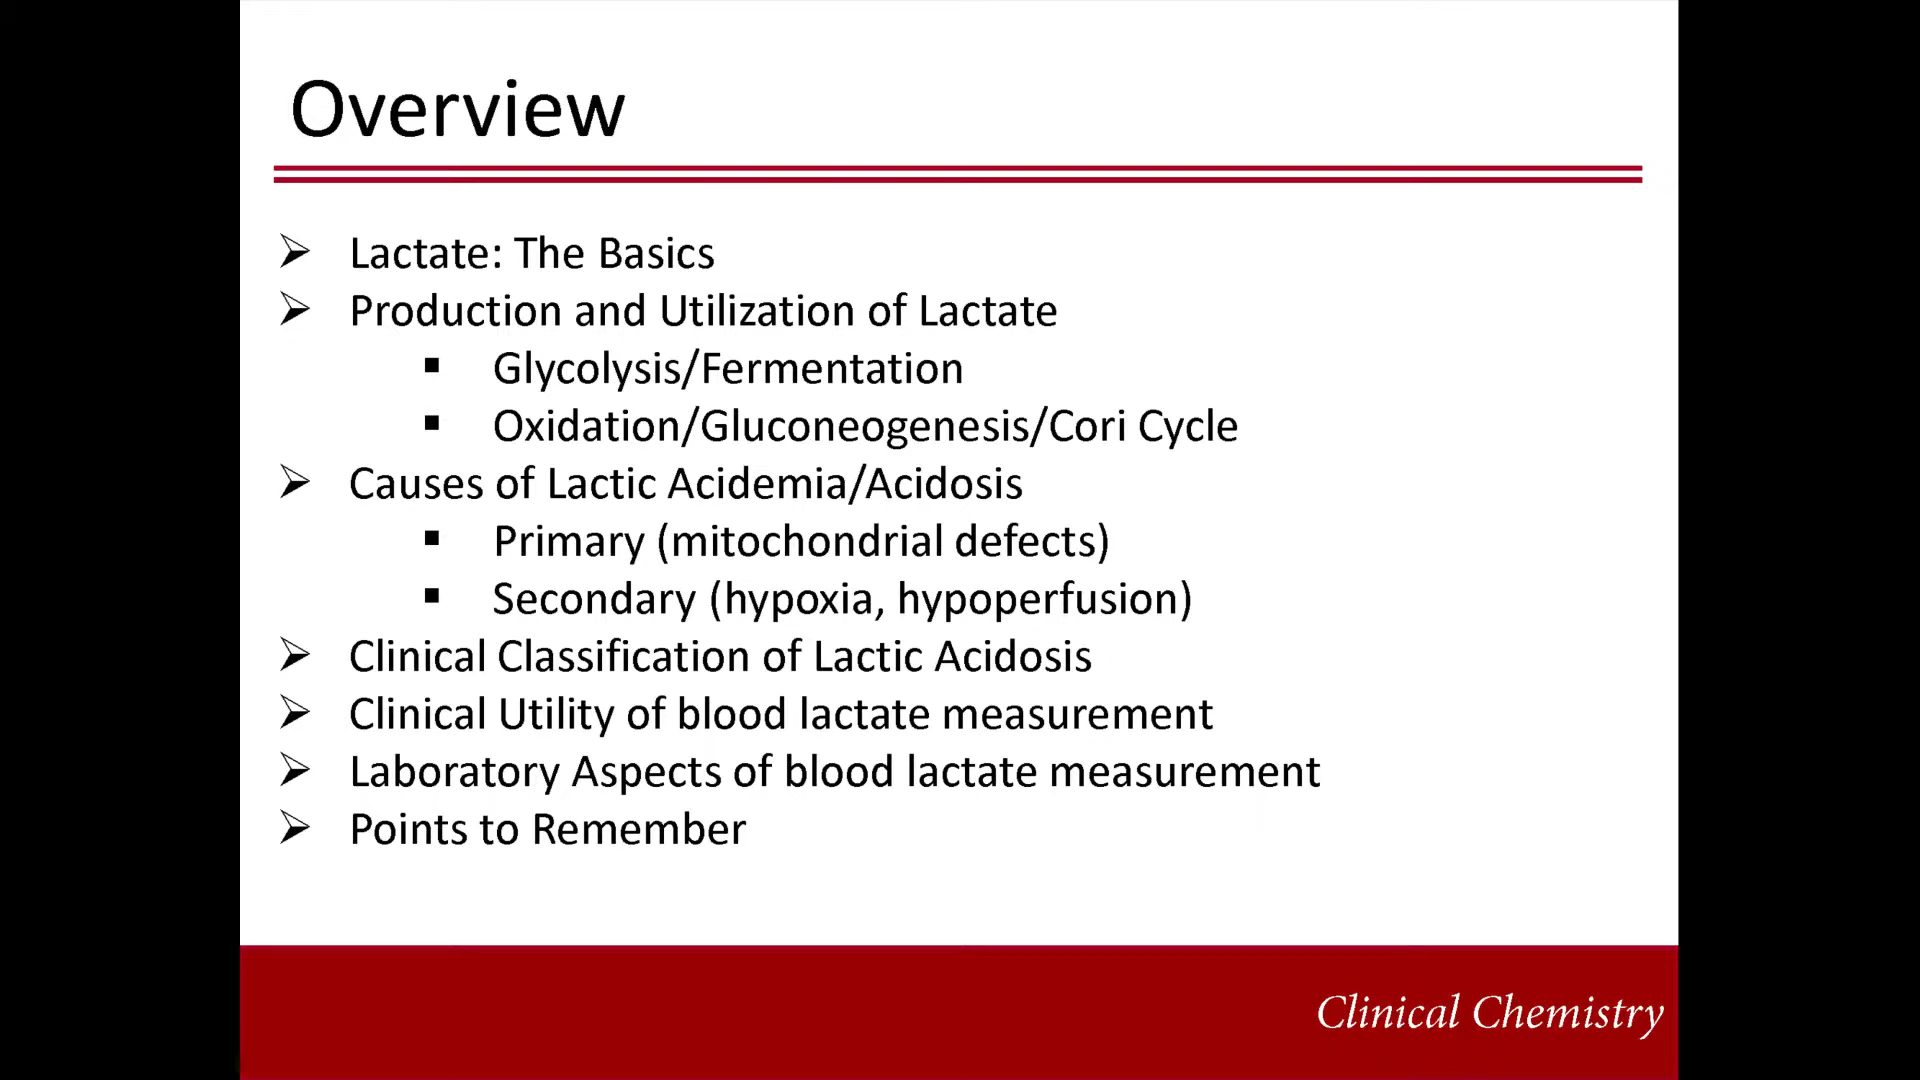 Overview
Lactate: The Basics
Production and Utilization of Lactate
Glycolysis/Fermentation
Oxidation/Gluconeogenesis/Cori Cycle
Causes of Lactic Acidemia/Acidosis
Primary (mitochondrial defects)
Secondary (hypoxia, hypoperfusion)
Clinical Classification of Lactic Acidosis
Clinical Utility of blood lactate measurement
Laboratory Aspects of blood lactate measurement
Points to Remember
Clinical Chemistry